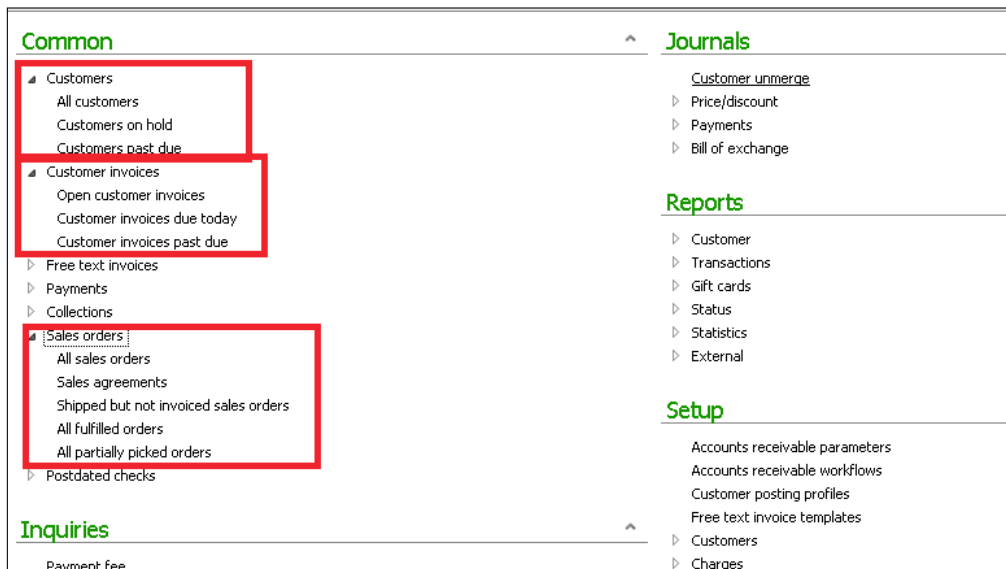 Common
Customers
All customers
Customers on hold
Customers past due
Customer invoices
Open customer invoices
Customer invoices due today
Customer invoices past due
Free text invoices
Payments
Collections
Sales orders
All sales orders
Sales agreements
Shipped but not invoiced sales orders
All fulfilled orders
All partially picked orders
Postdated checks
Inquiries
Payment fee
Journals
Customer unmerge
Price/discount
Payments
Bill of exchange
Reports
Customer
Transactions
Gift cards
Status
Statistics
External
Setup
Accounts receivable parameters
Accounts receivable workflows
Customer posting profiles
Free text invoice templates
Customers
Charges